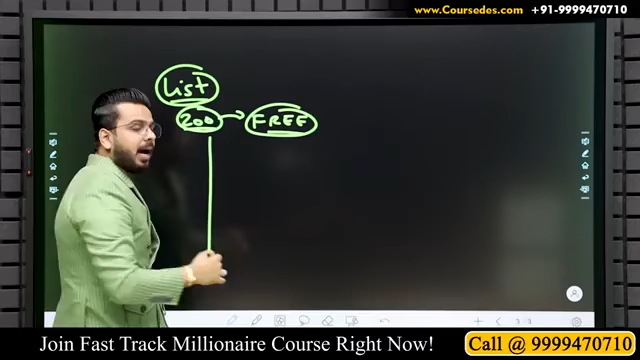 www.Coursedes.com +91-9999470710
List
200 → FREE
Join Fast Track Millionaire Course Right Now!
Call @ 9999470710